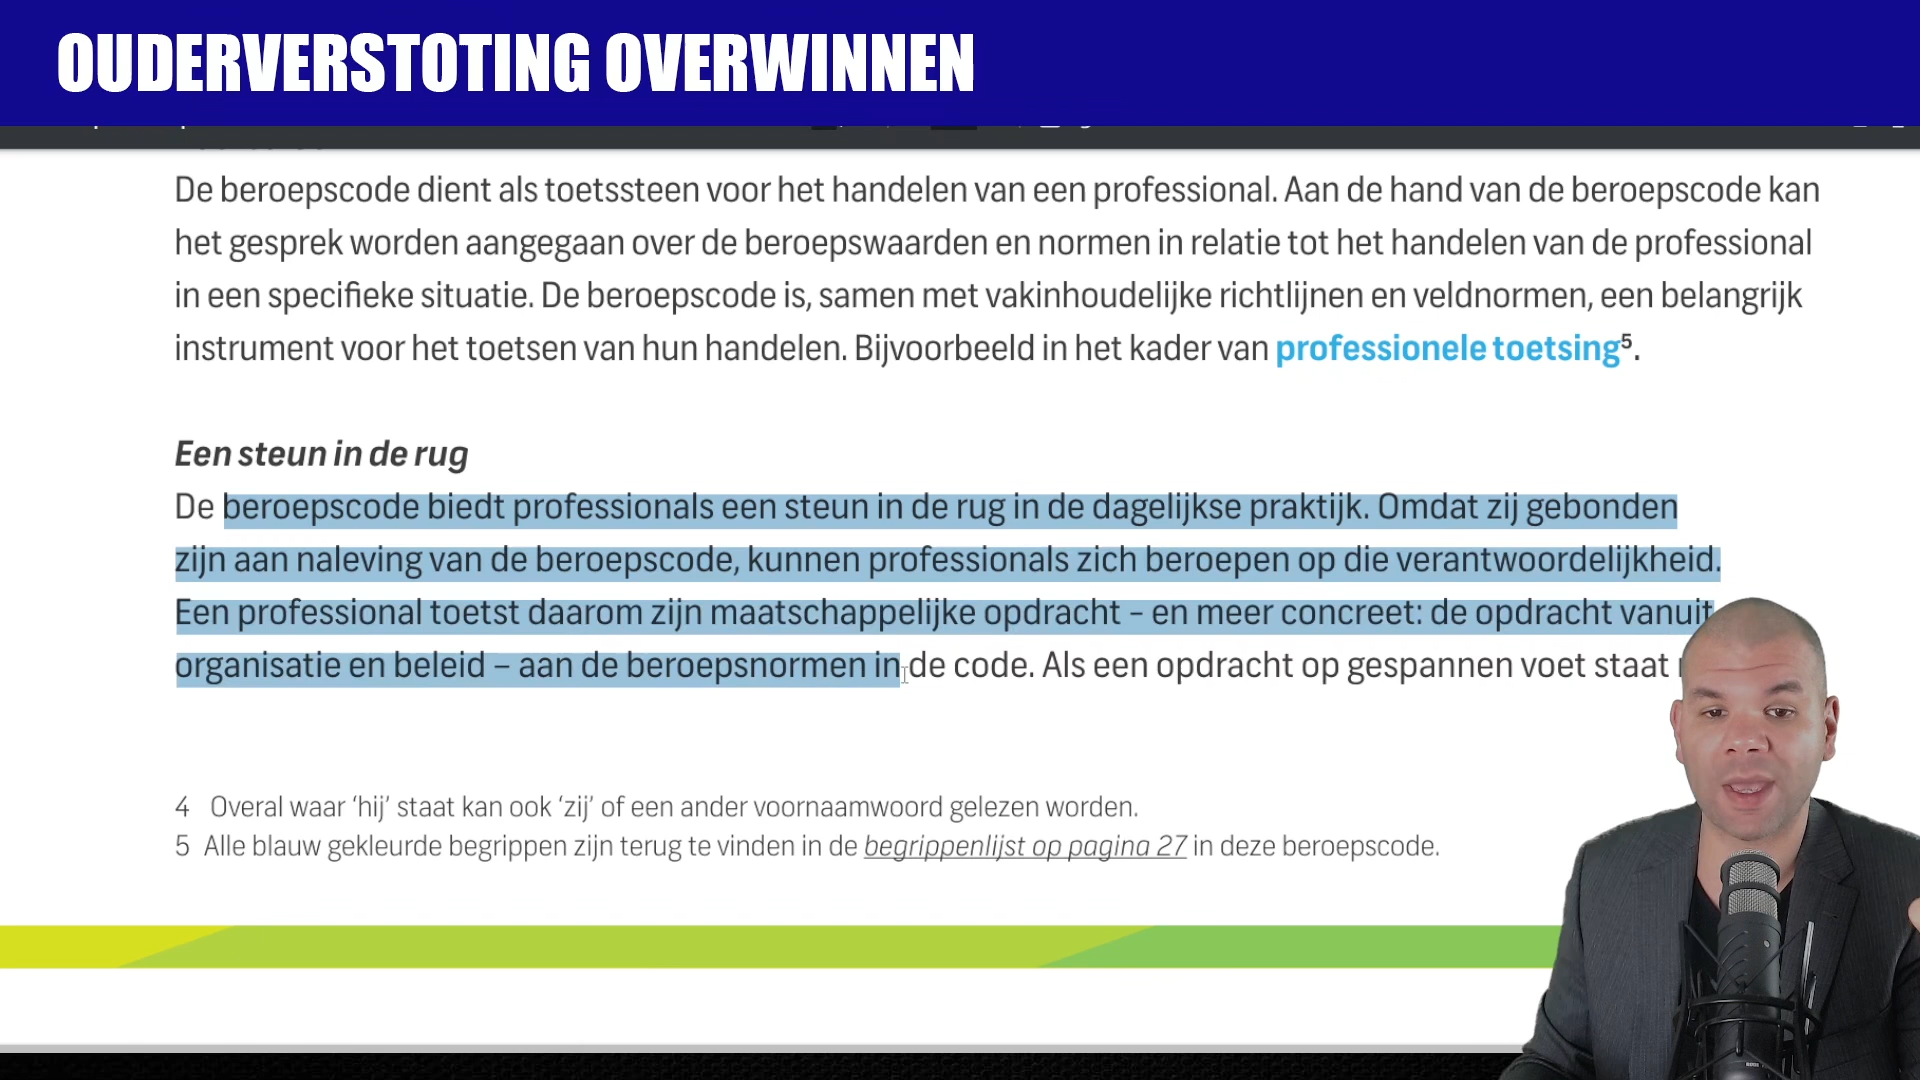 OUDERVERSTOTING OVERWINNEN
De beroepscode dient als toetssteen voor het handelen van een professional. Aan de hand van de beroepscode kan
het gesprek worden aangegaan over de beroepswaarden en normen in relatie tot het handelen van de professional
in een specifieke situatie. De beroepscode is, samen met vakinhoudelijke richtlijnen en veldnormen, een belangrijk
instrument voor het toetsen van hun handelen. Bijvoorbeeld in het kader van professionele toetsing⁵.
Een steun in de rug
De beroepscode biedt professionals een steun in de rug in de dagelijkse praktijk. Omdat zij gebonden
zijn aan naleving van de beroepscode, kunnen professionals zich beroepen op die verantwoordelijkheid.
Een professional toetst daarom zijn maatschappelijke opdracht – en meer concreet: de opdracht vanuit
organisatie en beleid – aan de beroepsnormen in de code. Als een opdracht op gespannen voet staat
4 Overal waar ‘hij’ staat kan ook ‘zij’ of een ander voornaamwoord gelezen worden.
5 Alle blauw gekleurde begrippen zijn terug te vinden in de begrippenlijst op pagina 27 in deze beroepscode.